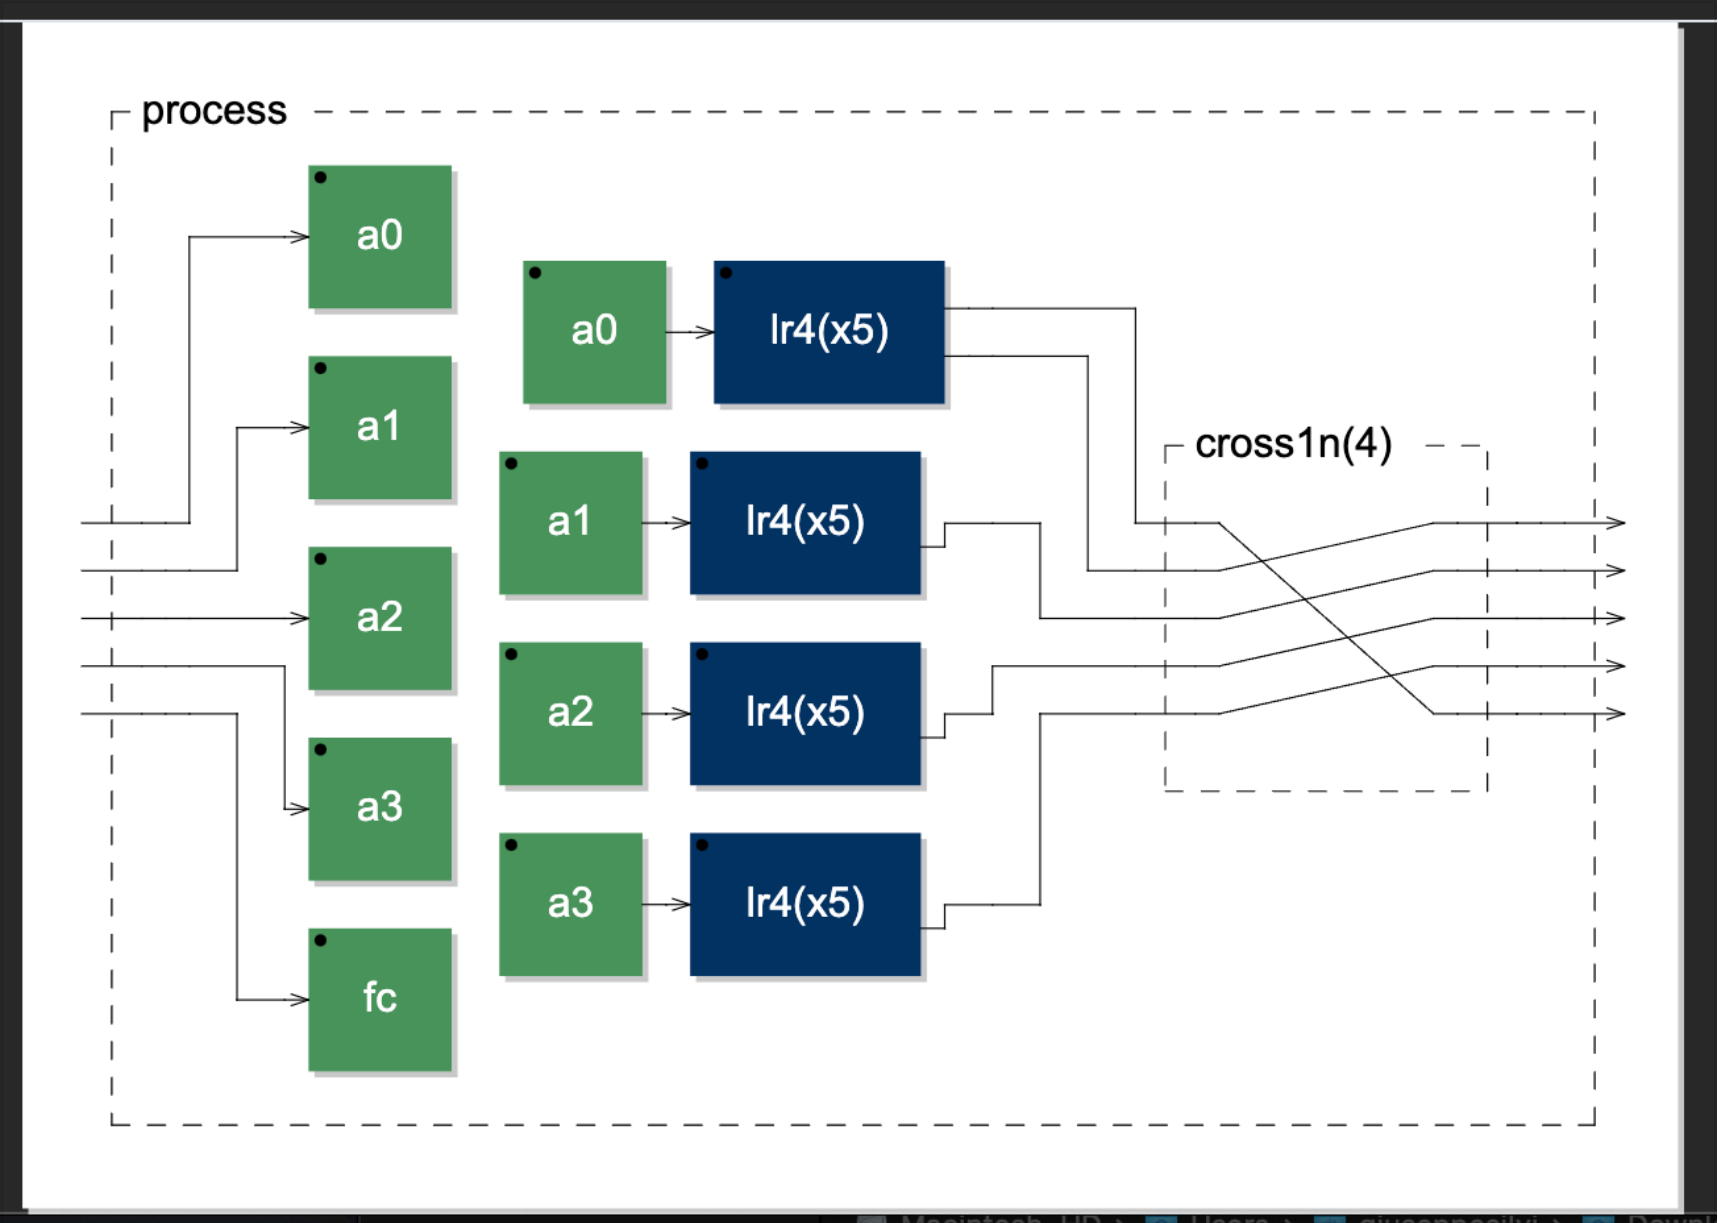 process
a0
a0
lr4(x5)
a1
cross1n(4)
a1
lr4(x5)
a2
a2
lr4(x5)
a3
a3
lr4(x5)
fc